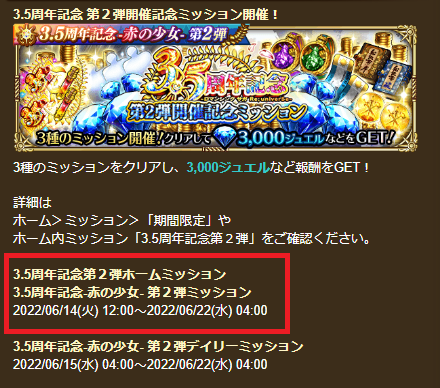 3.5周年記念 第２弾開催記念ミッション開催！
3.5周年記念-赤の少女-第2弾
3.5周年記念
ロマンシング サガ Re;universe
第2弾開催記念ミッション
3種のミッション開催！クリアして3,000ジュエルなどをGET!
3種のミッションをクリアし、3,000ジュエルなど報酬をGET！
詳細は
ホーム＞ミッション＞「期間限定」や
ホーム内ミッション「3.5周年記念第２弾」をご確認ください。
3.5周年記念第２弾ホームミッション
3.5周年記念-赤の少女- 第２弾ミッション
2022/06/14(火) 12:00～2022/06/22(水) 04:00
3.5周年記念-赤の少女- 第２弾デイリーミッション
2022/06/15(水) 04:00～2022/06/22(水) 04:00